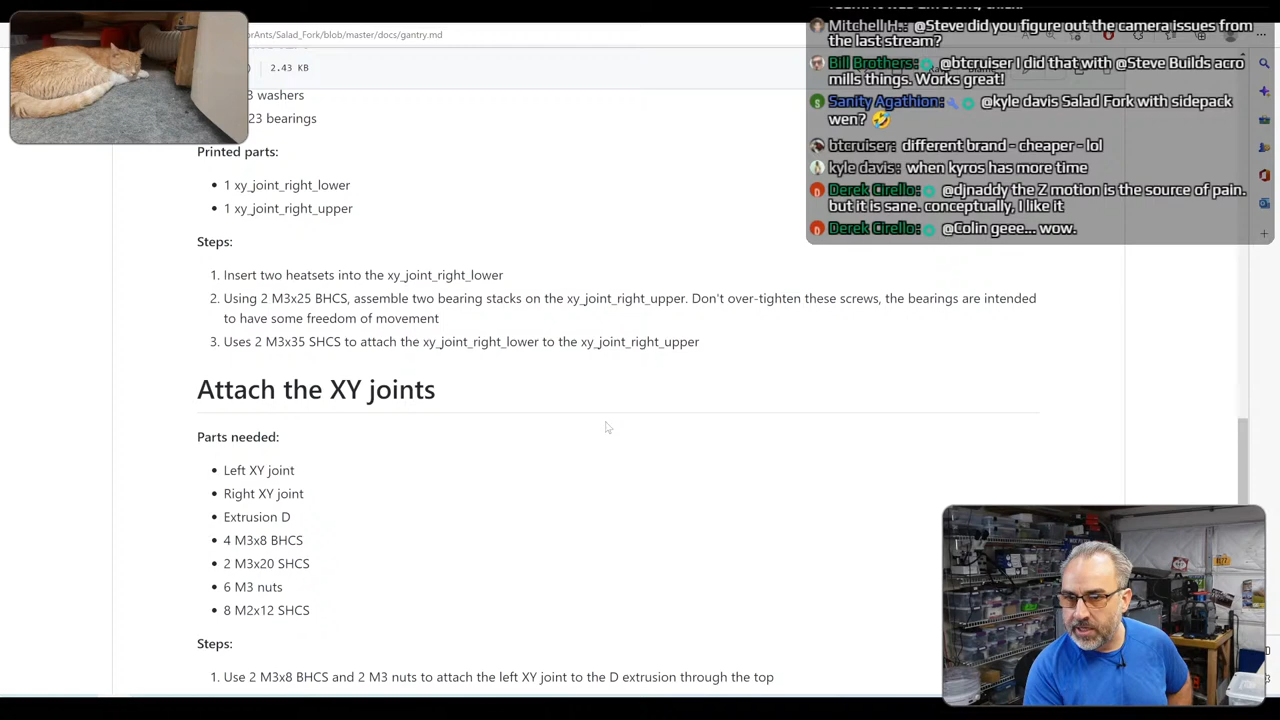 orAnts/Salad_Fork/blob/master/docs/gantry.md
2.43 KB
washers
23 bearings
Printed parts:
1 xy_joint_right_lower
1 xy_joint_right_upper
Steps:
1. Insert two heatsets into the xy_joint_right_lower
2. Using 2 M3x25 BHCS, assemble two bearing stacks on the xy_joint_right_upper. Don't over-tighten these screws, the bearings are intended
to have some freedom of movement
3. Uses 2 M3x35 SHCS to attach the xy_joint_right_lower to the xy_joint_right_upper
Attach the XY joints
Parts needed:
Left XY joint
Right XY joint
Extrusion D
4 M3x8 BHCS
2 M3x20 SHCS
6 M3 nuts
8 M2x12 SHCS
Steps:
1. Use 2 M3x8 BHCS and 2 M3 nuts to attach the left XY joint to the D extrusion through the top
Mitchell H.: @Steve did you figure out the camera issues from
the last stream?
Bill Brothers: @btcruiser I did that with @Steve Builds acro
mills things. Works great!
Sanity Agathion: @kyle davis Salad Fork with sidepack
wen? 🤣
btcruiser: different brand - cheaper - lol
kyle davis: when kyros has more time
Derek Cirello: @djnaddy the Z motion is the source of pain.
but it is sane. conceptually, I like it
Derek Cirello: @Colin geee... wow.